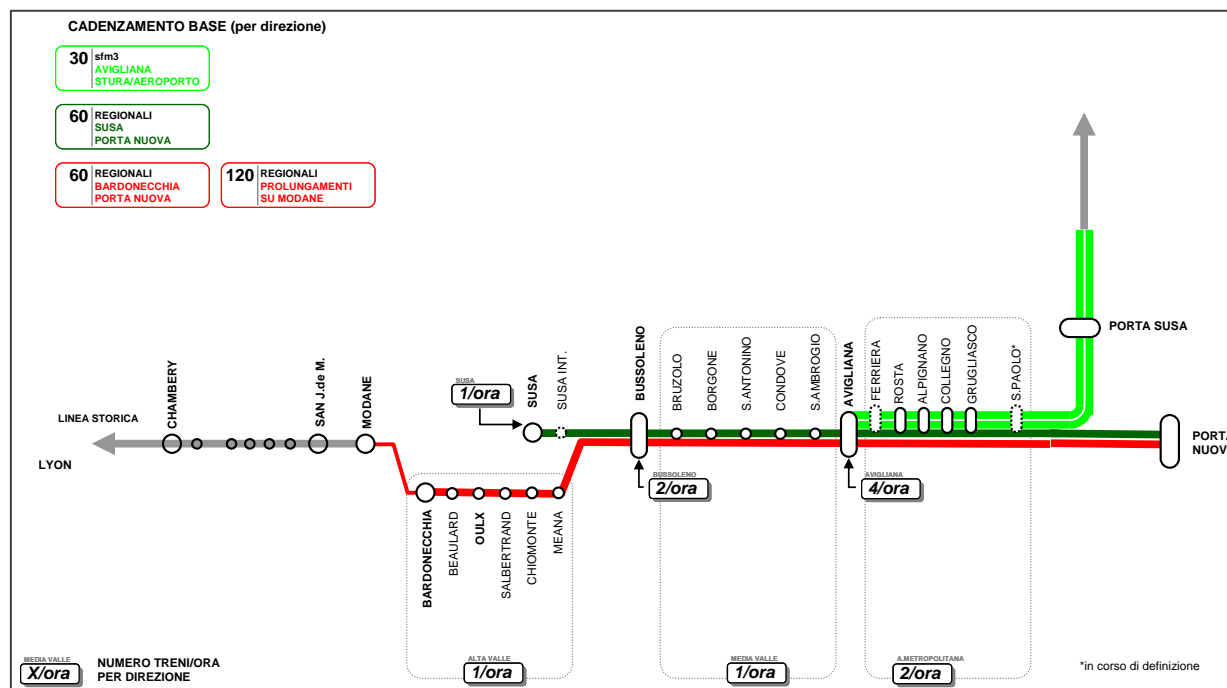 CADENZAMENTO BASE (per direzione)
30 sfm3
AVIGLIANA
STURA/AEROPORTO
60 REGIONALI
SUSA
PORTA NUOVA
60 REGIONALI
BARDONECCHIA
PORTA NUOVA
120 REGIONALI
PROLUNGAMENTI
SU MODANE
PORTA SUSA
LINEA STORICA
LYON
CHAMBERY
SAN J.de M.
MODANE
SUSA
1/ora
SUSA
SUSA INT.
BUSSOLENO
BRUZOLO
BORGONE
S.ANTONINO
CONDOVE
S.AMBROGIO
AVIGLIANA
FERRIERA
ROSTA
ALPIGNANO
COLLEGNO
GRUGLIASCO
S.PAOLO*
PORTA
NUOVA
BUSSOLENO
2/ora
AVIGLIANA
4/ora
BARDONECCHIA
BEAULARD
OULX
SALBERTRAND
CHIOMONTE
MEANA
MEDIA VALLE
X/ora
NUMERO TRENI/ORA
PER DIREZIONE
ALTA VALLE
1/ora
MEDIA VALLE
1/ora
A.METROPOLITANA
2/ora
*in corso di definizione